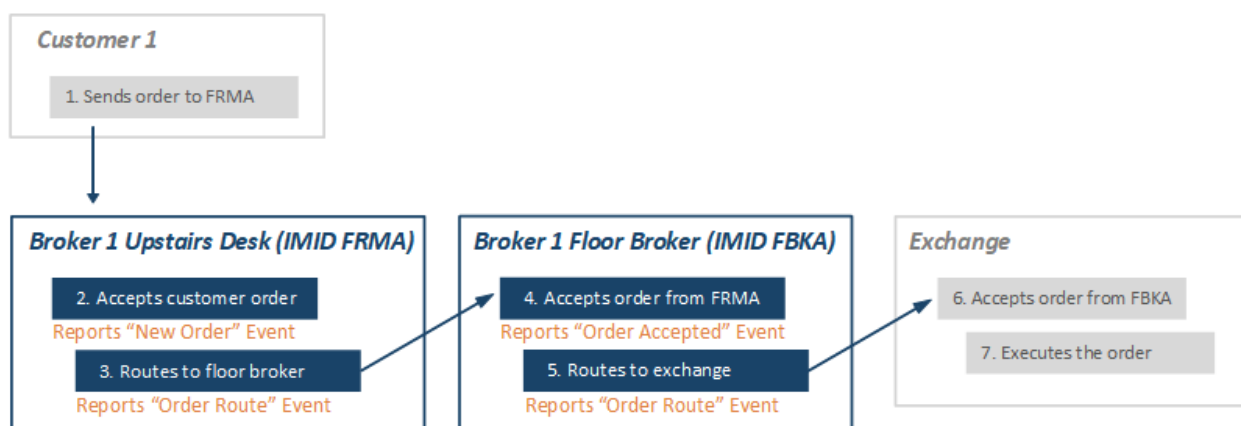 Customer 1
1. Sends order to FRMA
Broker 1 Upstairs Desk (IMID FRMA)
2. Accepts customer order
Reports “New Order” Event
3. Routes to floor broker
Reports “Order Route” Event
Broker 1 Floor Broker (IMID FBKA)
4. Accepts order from FRMA
Reports “Order Accepted” Event
5. Routes to exchange
Reports “Order Route” Event
Exchange
6. Accepts order from FBKA
7. Executes the order